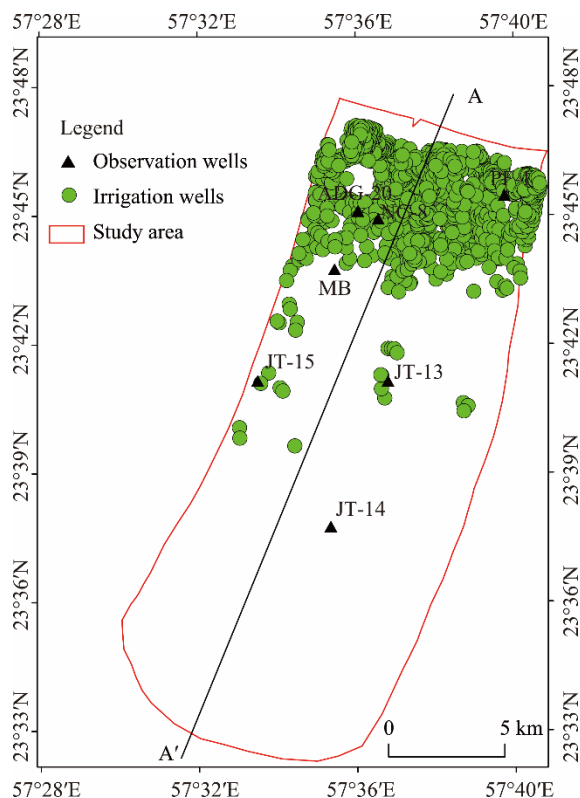 57°28′E 57°32′E 57°36′E 57°40′E
23°48′N 23°48′N
A
Legend
Observation wells
Irrigation wells
Study area
ADG-20
NC-8
23°45′N 23°45′N
MB
23°42′N 23°42′N
JT-15
JT-13
23°39′N 23°39′N
JT-14
23°36′N 23°36′N
23°33′N 23°33′N
0 5 km
A′
57°28′E 57°32′E 57°36′E 57°40′E